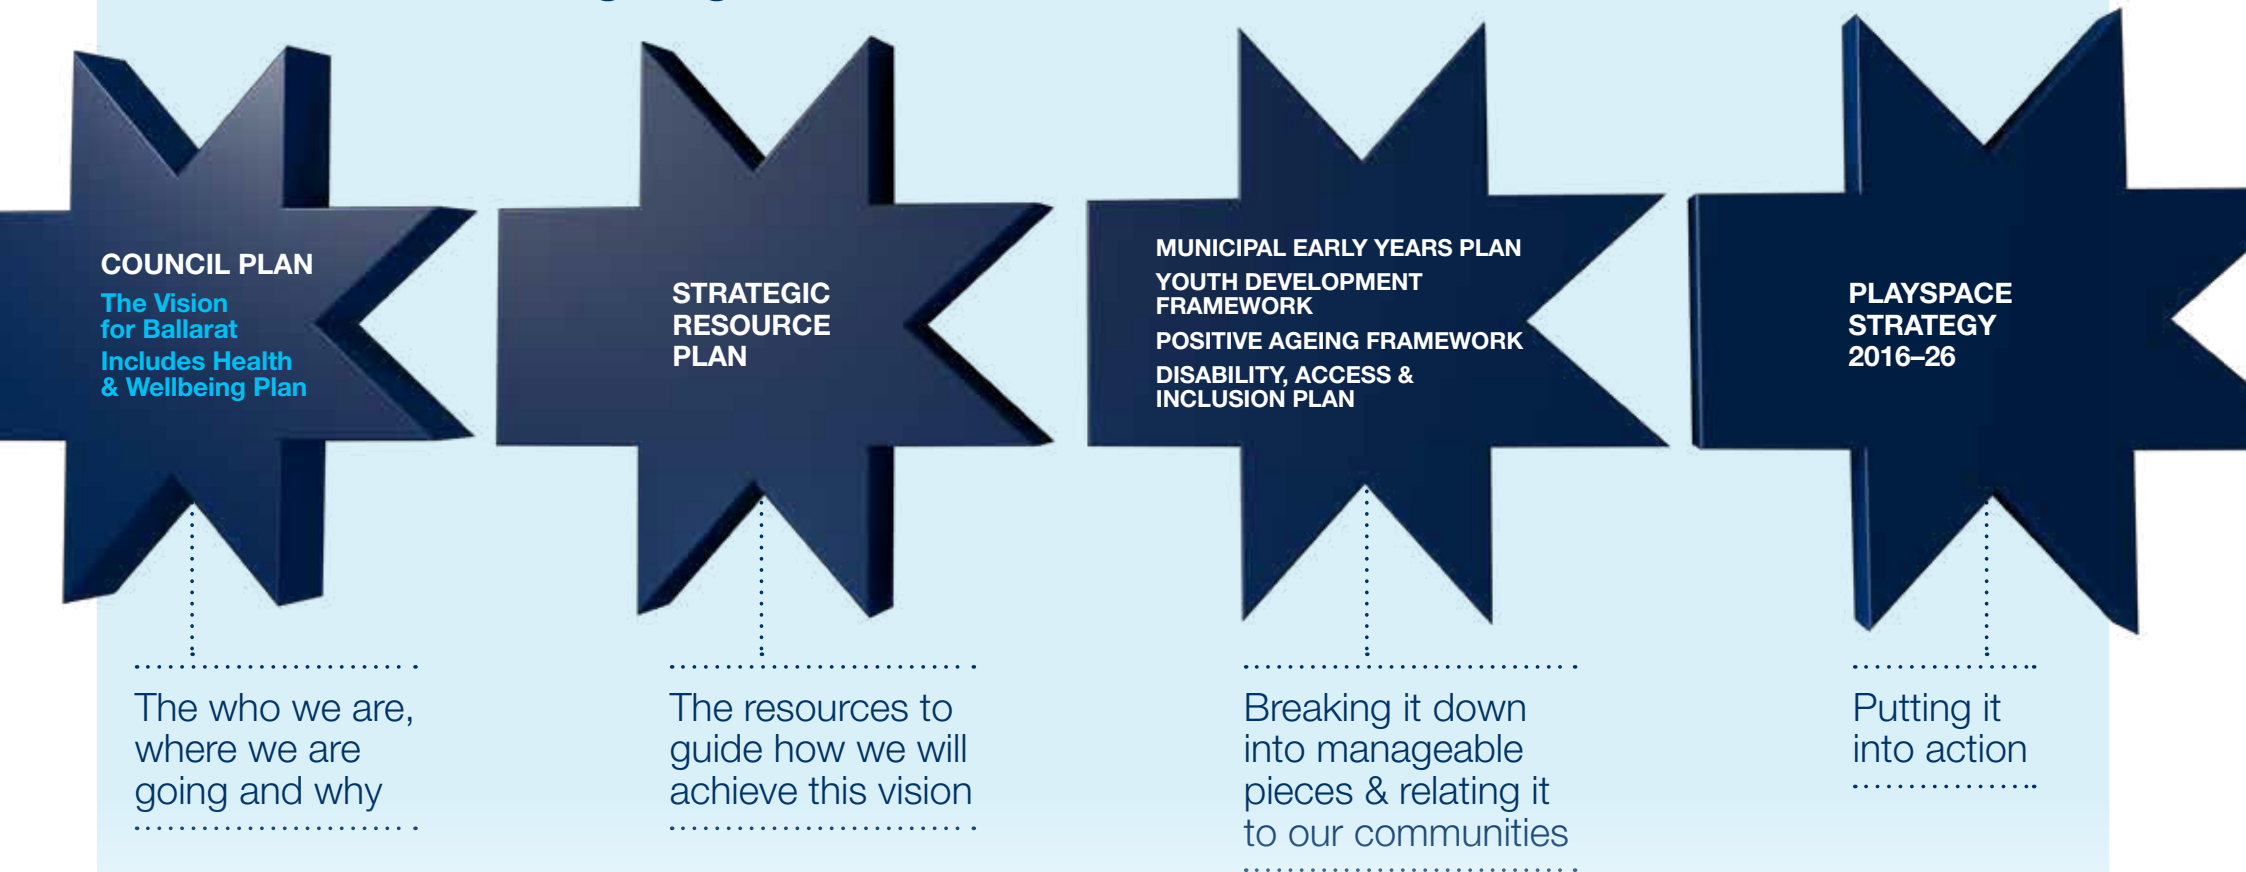 COUNCIL PLAN
The Vision
for Ballarat
Includes Health
& Wellbeing Plan
STRATEGIC
RESOURCE
PLAN
MUNICIPAL EARLY YEARS PLAN
YOUTH DEVELOPMENT
FRAMEWORK
POSITIVE AGEING FRAMEWORK
DISABILITY, ACCESS &
INCLUSION PLAN
PLAYSPACE
STRATEGY
2016–26
The who we are,
where we are
going and why
The resources to
guide how we will
achieve this vision
Breaking it down
into manageable
pieces & relating it
to our communities
Putting it
into action